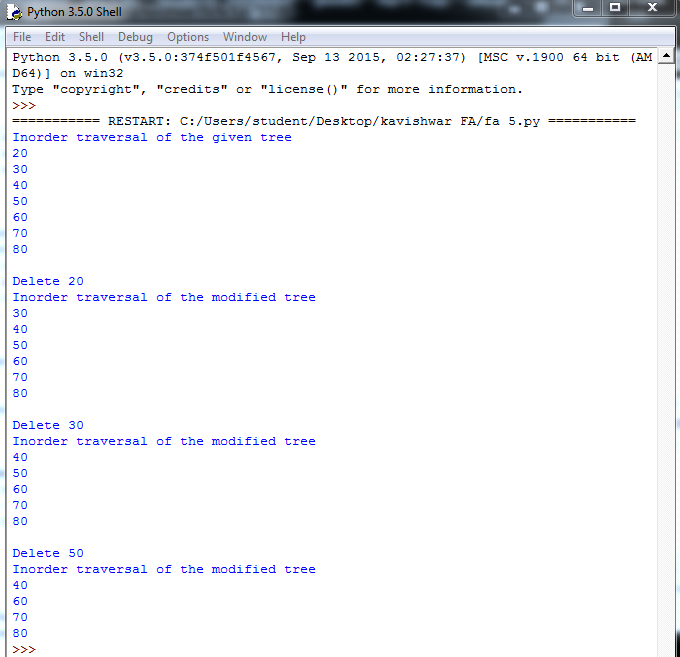 Python 3.5.0 Shell
File Edit Shell Debug Options Window Help
Python 3.5.0 (v3.5.0:374f501f4567, Sep 13 2015, 02:27:37) [MSC v.1900 64 bit (AM
D64)] on win32
Type "copyright", "credits" or "license()" for more information.
>>>
=========== RESTART: C:/Users/student/Desktop/kavishwar FA/fa 5.py ===========
Inorder traversal of the given tree
20
30
40
50
60
70
80

Delete 20
Inorder traversal of the modified tree
30
40
50
60
70
80

Delete 30
Inorder traversal of the modified tree
40
50
60
70
80

Delete 50
Inorder traversal of the modified tree
40
60
70
80
>>>